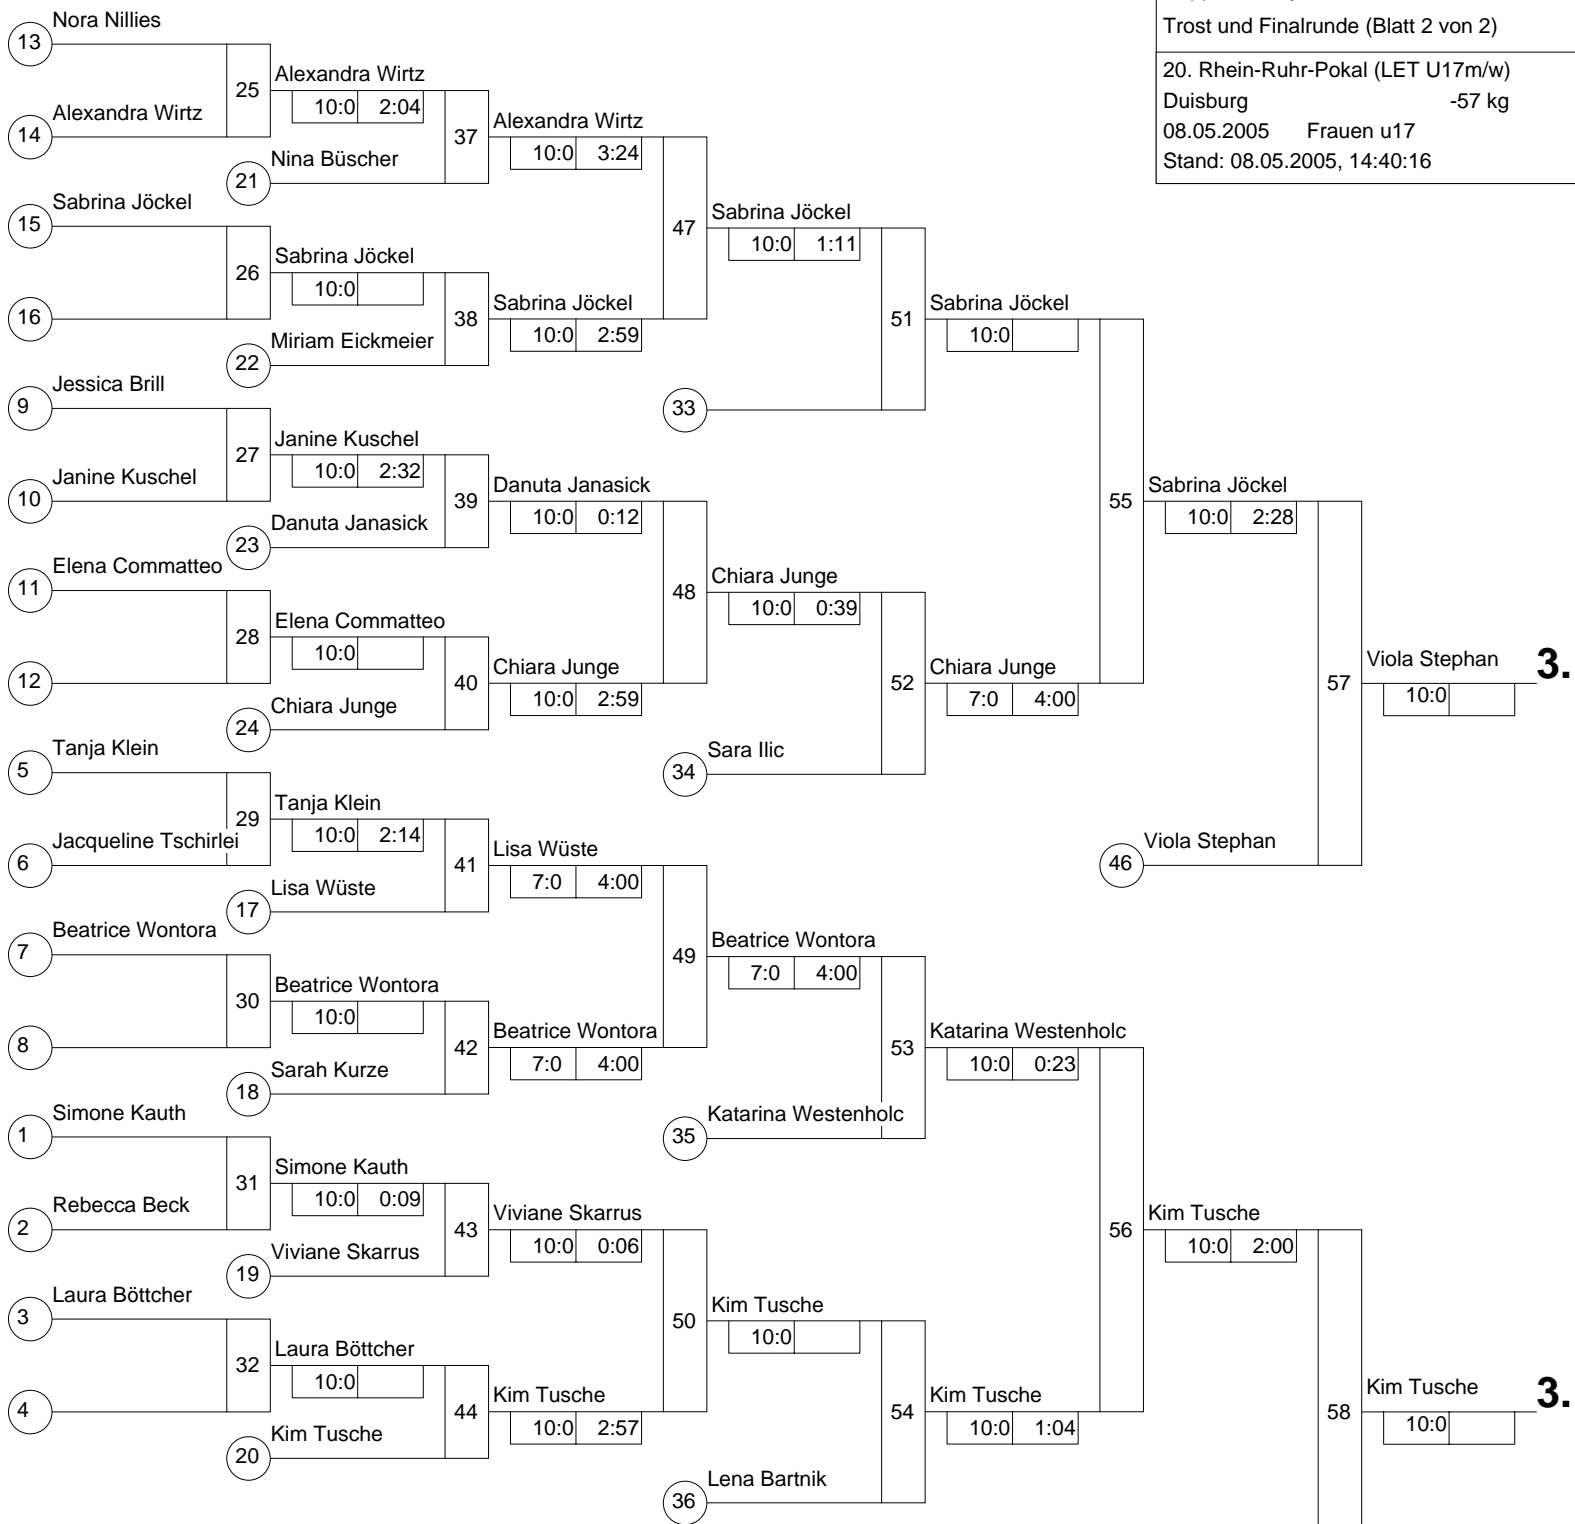 Trost und Finalrunde (Blatt 2 von 2)
20. Rhein-Ruhr-Pokal (LET U17m/w)
Duisburg -57 kg
08.05.2005 Frauen u17
Stand: 08.05.2005, 14:40:16
13 Nora Nillies
25 Alexandra Wirtz
10:0 2:04
14 Alexandra Wirtz
37 Alexandra Wirtz
10:0 3:24
21 Nina Büscher
15 Sabrina Jöckel
47 Sabrina Jöckel
10:0 1:11
26 Sabrina Jöckel
10:0
16
38 Sabrina Jöckel
10:0 2:59
22 Miriam Eickmeier
51 Sabrina Jöckel
10:0
9 Jessica Brill
33
27 Janine Kuschel
10:0 2:32
10 Janine Kuschel
39 Danuta Janasick
10:0 0:12
23 Danuta Janasick
55 Sabrina Jöckel
10:0 2:28
11 Elena Commatteo
48 Chiara Junge
10:0 0:39
28 Elena Commatteo
10:0
12
40 Chiara Junge
10:0 2:59
24 Chiara Junge
52 Chiara Junge
7:0 4:00
57 Viola Stephan 3.
10:0
5 Tanja Klein
34 Sara Ilic
29 Tanja Klein
10:0 2:14
6 Jacqueline Tschirlei
41 Lisa Wüste
7:0 4:00
46 Viola Stephan
17 Lisa Wüste
7 Beatrice Wontora
49 Beatrice Wontora
7:0 4:00
30 Beatrice Wontora
10:0
8
42 Beatrice Wontora
7:0 4:00
18 Sarah Kurze
53 Katarina Westenholc
10:0 0:23
1 Simone Kauth
35 Katarina Westenholc
31 Simone Kauth
10:0 0:09
2 Rebecca Beck
43 Viviane Skarrus
10:0 0:06
19 Viviane Skarrus
56 Kim Tusche
10:0 2:00
3 Laura Böttcher
50 Kim Tusche
10:0
32 Laura Böttcher
10:0
4
44 Kim Tusche
10:0 2:57
20 Kim Tusche
54 Kim Tusche
10:0 1:04
58 Kim Tusche 3.
10:0
36 Lena Bartnik